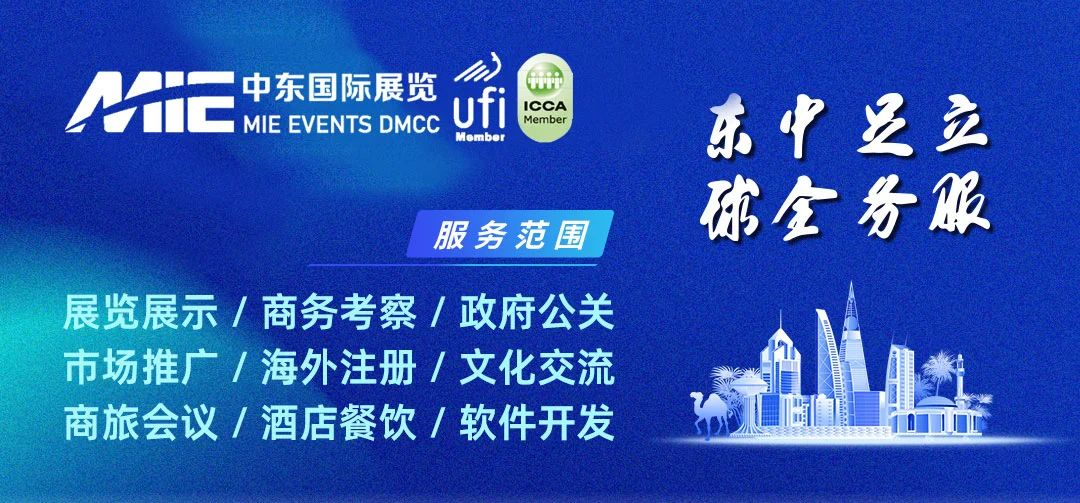 MIE 中东国际展览
MIE EVENTS DMCC
ufi
Member
ICCA
Member
东中足立
球全务服
服务范围
展览展示 / 商务考察 / 政府公关
市场推广 / 海外注册 / 文化交流
商旅会议 / 酒店餐饮 / 软件开发